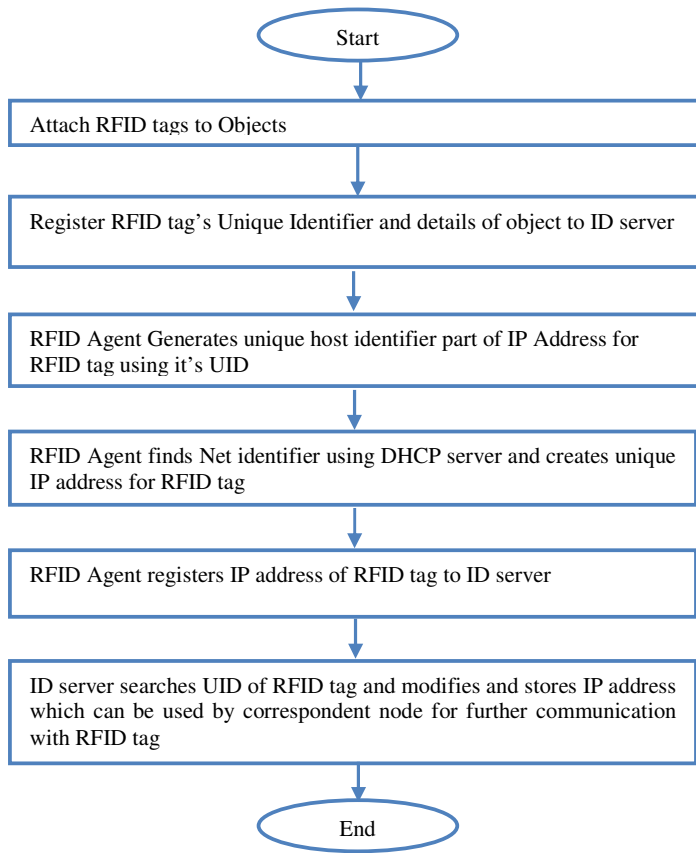 Start
Attach RFID tags to Objects
Register RFID tag's Unique Identifier and details of object to ID server
RFID Agent Generates unique host identifier part of IP Address for
RFID tag using it's UID
RFID Agent finds Net identifier using DHCP server and creates unique
IP address for RFID tag
RFID Agent registers IP address of RFID tag to ID server
ID server searches UID of RFID tag and modifies and stores IP address
which can be used by correspondent node for further communication
with RFID tag
End